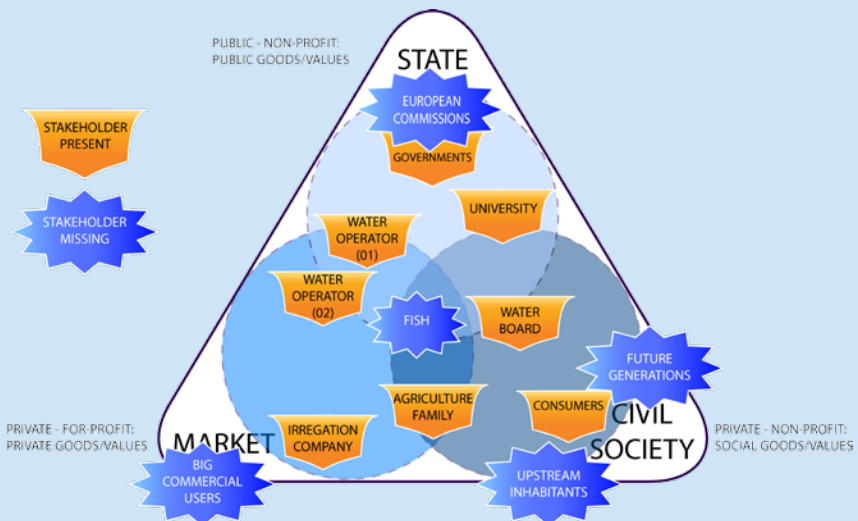 PUBLIC - NON-PROFIT:
PUBLIC GOODS/VALUES
STATE
EUROPEAN
COMMISSIONS
GOVERNMENTS
STAKEHOLDER
PRESENT
STAKEHOLDER
MISSING
UNIVERSITY
WATER
OPERATOR
(01)
WATER
OPERATOR
(02)
FISH
WATER
BOARD
FUTURE
GENERATIONS
AGRICULTURE
FAMILY
CONSUMERS
IRREGATION
COMPANY
PRIVATE - FOR-PROFIT:
PRIVATE GOODS/VALUES
MARKET
CIVIL
SOCIETY
PRIVATE - NON-PROFIT:
SOCIAL GOODS/VALUES
BIG
COMMERCIAL
USERS
UPSTREAM
INHABITANTS